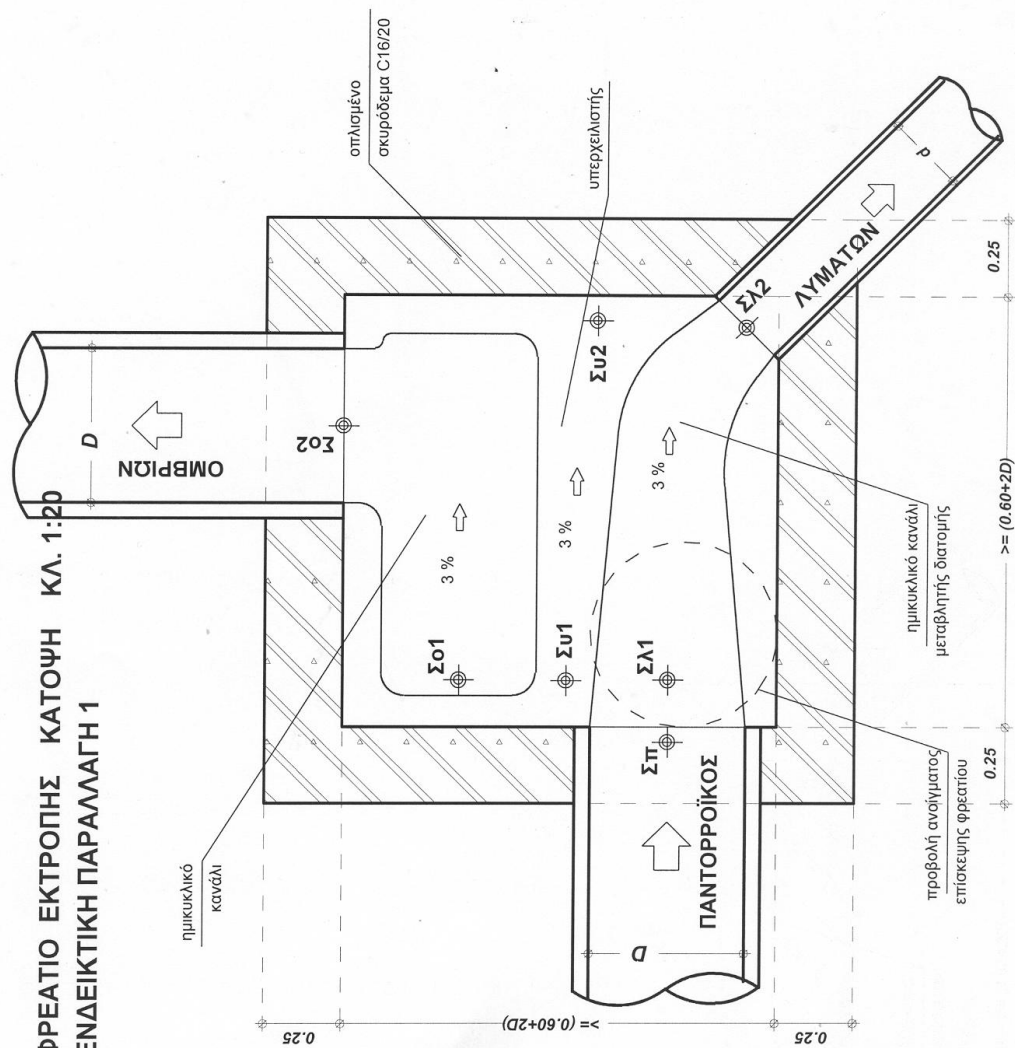 ΦΡΕΑΤΙΟ ΕΚΤΡΟΠΗΣ ΚΑΤΟΨΗ ΚΛ. 1:20
ΕΝΔΕΙΚΤΙΚΗ ΠΑΡΑΛΛΑΓΗ 1
οπλισμένο
σκυρόδεμα C16/20
υπερχειλιστής
D
ΟΜΒΡΙΩΝ
Σο2
Συ2
Σλ2
ΛΥΜΑΤΩΝ
d
0.25
3 %
3 %
3 %
Σο1
Συ1
Σλ1
Σπ
ΠΑΝΤΟΡΡΟΪΚΟΣ
D
ημικυκλικό
κανάλι
ημικυκλικό κανάλι
μεταβλητής διατομής
προβολή ανοίγματος
επίσκεψης φρεατίου
>= (0.60+2D)
0.25
0.25
>= (0.60+2D)
0.25